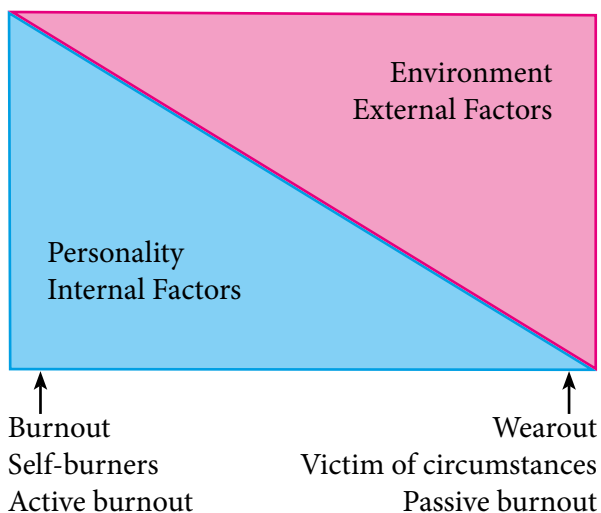 Environment
External Factors
Personality
Internal Factors
Burnout
Self-burners
Active burnout
Wearout
Victim of circumstances
Passive burnout